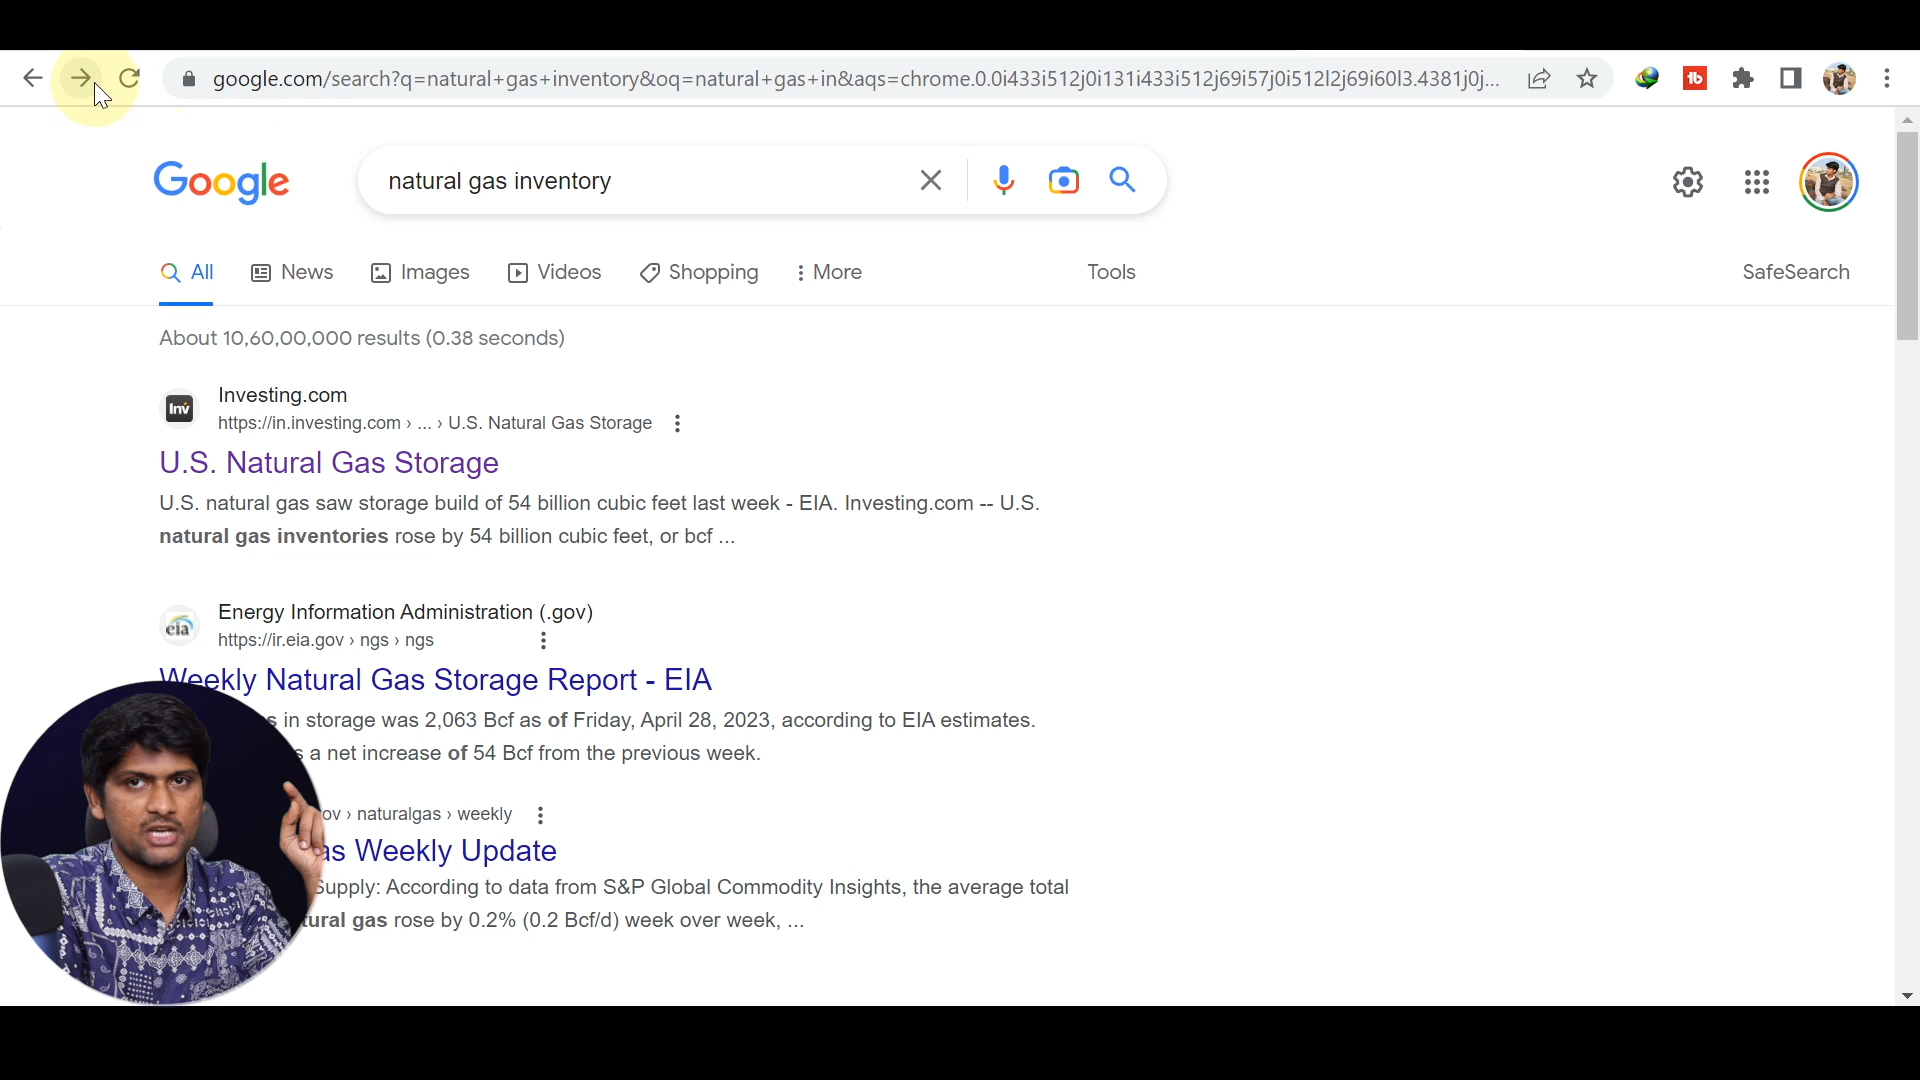 google.com/search?q=natural+gas+inventory&oq=natural+gas+in&aqs=chrome.0.0i433i512j0i131i433i512j69i57j0i512l2j69i60l3.4381j0j...
Google
natural gas inventory
All News Images Videos Shopping More Tools SafeSearch
About 10,60,00,000 results (0.38 seconds)
Inv
Investing.com
https://in.investing.com › ... › U.S. Natural Gas Storage
U.S. Natural Gas Storage
U.S. natural gas saw storage build of 54 billion cubic feet last week - EIA. Investing.com -- U.S.
natural gas inventories rose by 54 billion cubic feet, or bcf ...
eia
Energy Information Administration (.gov)
https://ir.eia.gov › ngs › ngs
Weekly Natural Gas Storage Report - EIA
s in storage was 2,063 Bcf as of Friday, April 28, 2023, according to EIA estimates.
s a net increase of 54 Bcf from the previous week.
ov › naturalgas › weekly
as Weekly Update
Supply: According to data from S&P Global Commodity Insights, the average total
tural gas rose by 0.2% (0.2 Bcf/d) week over week, ...